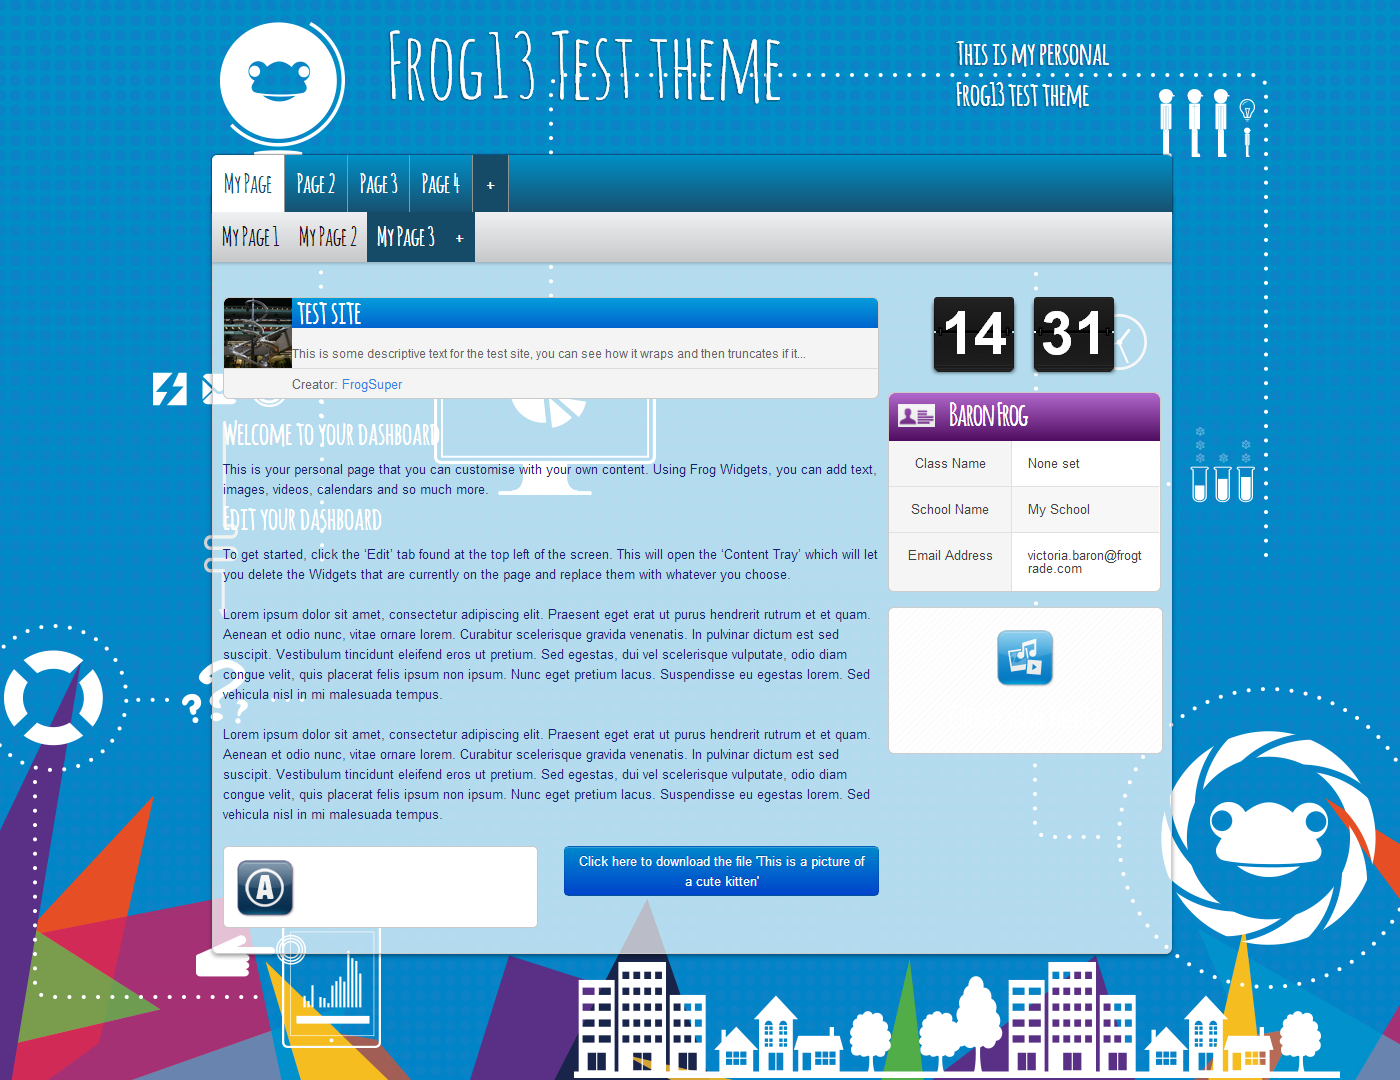 Frog13 Test theme
This is my personal
Frog13 test theme
My Page
Page 2
Page 3
Page 4
+
My Page 1
My Page 2
My Page 3
+
test site
This is some descriptive text for the test site, you can see how it wraps and then truncates if it...
Creator: FrogSuper
Welcome to your dashboard
This is your personal page that you can customise with your own content. Using Frog Widgets, you can add text,
images, videos, calendars and so much more.
Edit your dashboard
To get started, click the ‘Edit’ tab found at the top left of the screen. This will open the ‘Content Tray’ which will let
you delete the Widgets that are currently on the page and replace them with whatever you choose.
Lorem ipsum dolor sit amet, consectetur adipiscing elit. Praesent eget erat ut purus hendrerit rutrum et et quam.
Aenean et odio nunc, vitae ornare lorem. Curabitur scelerisque gravida venenatis. In pulvinar dictum est sed
suscipit. Vestibulum tincidunt eleifend eros ut pretium. Sed egestas, dui vel scelerisque vulputate, odio diam
congue velit, quis placerat felis ipsum non ipsum. Nunc eget pretium lacus. Suspendisse eu egestas lorem. Sed
vehicula nisl in mi malesuada tempus.
Lorem ipsum dolor sit amet, consectetur adipiscing elit. Praesent eget erat ut purus hendrerit rutrum et et quam.
Aenean et odio nunc, vitae ornare lorem. Curabitur scelerisque gravida venenatis. In pulvinar dictum est sed
suscipit. Vestibulum tincidunt eleifend eros ut pretium. Sed egestas, dui vel scelerisque vulputate, odio diam
congue velit, quis placerat felis ipsum non ipsum. Nunc eget pretium lacus. Suspendisse eu egestas lorem. Sed
vehicula nisl in mi malesuada tempus.
A
Click here to download the file 'This is a picture of
a cute kitten'
14 31
Baron Frog
Class Name
None set
School Name
My School
Email Address
victoria.baron@frogt
rade.com
???